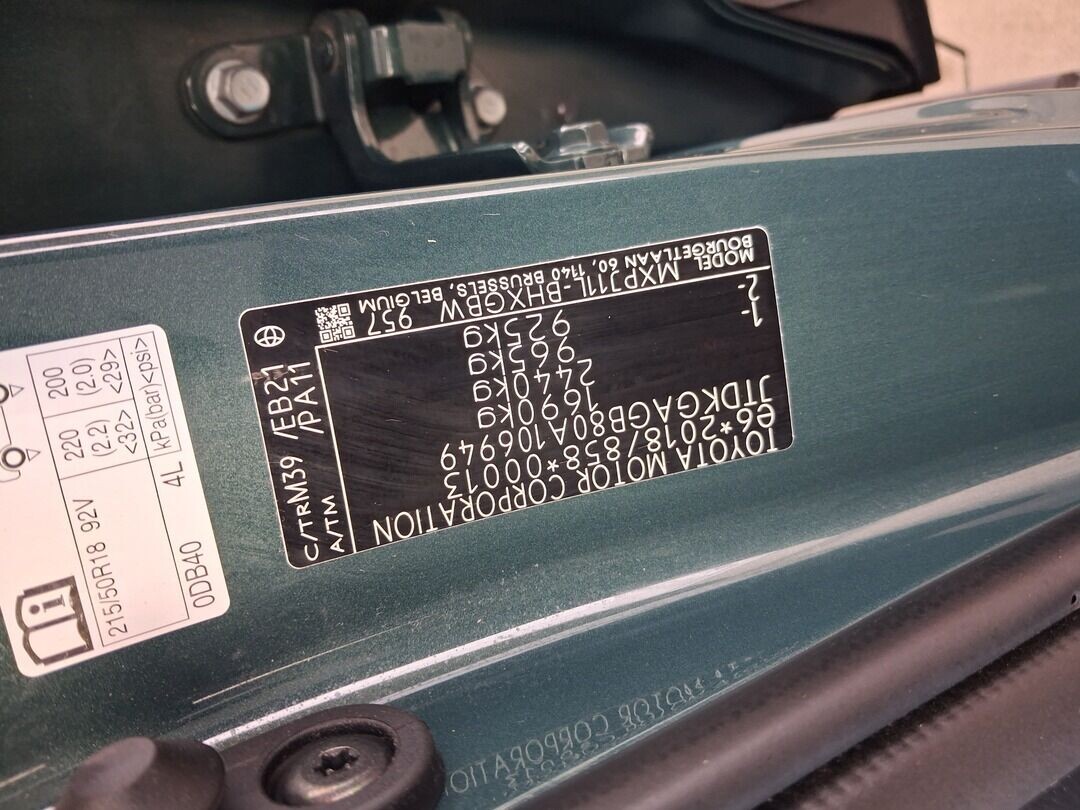 TOYOTA MOTOR CORPORATION
e6*2018/858*00013
JTDKGAGB80A106949
1690kg
2440kg
1- 965kg
2- 925kg
MODEL MXPJ11L-BHXGBW 957
BOURGETLAAN 60, 1140 BRUSSELS, BELGIUM
C/TRM39 /EB21
A/TM /PA11
215/50R18 92V
220 (2.2) <32>
200 (2.0) <29>
0DB40 4L kPa(bar)<psi>